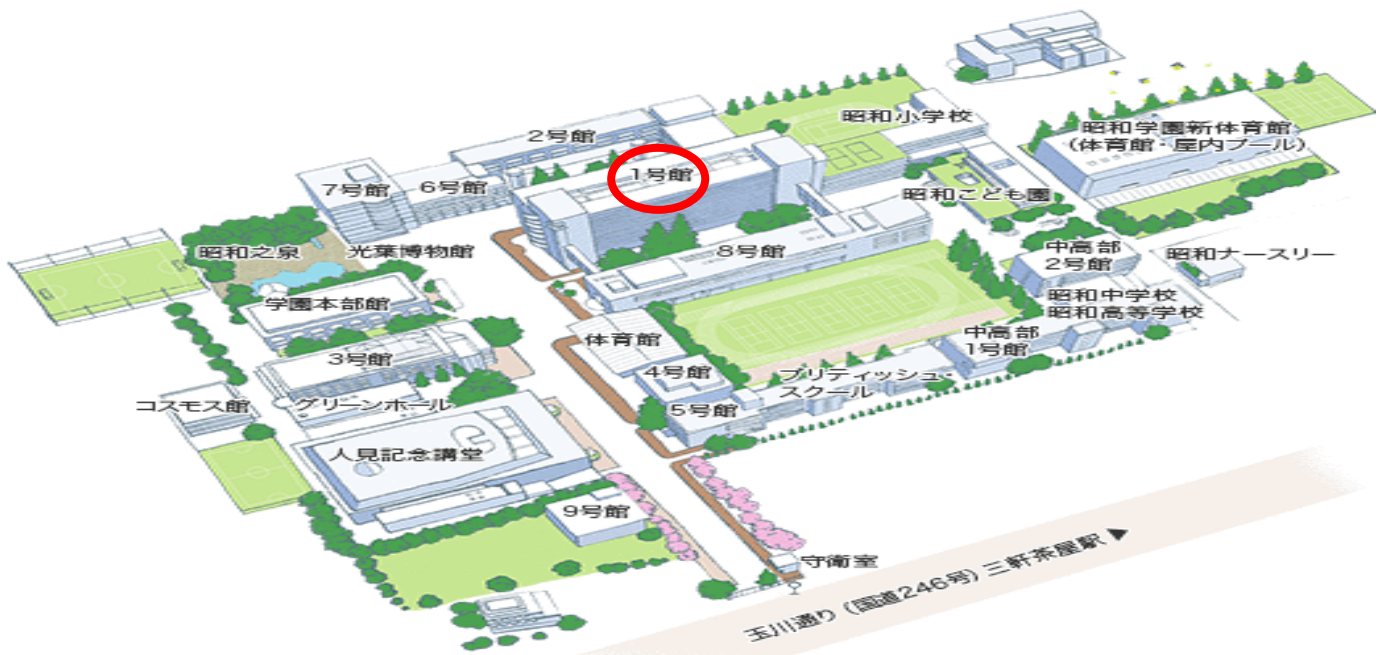 昭和小学校
2号館
昭和学園新体育館
(体育館・屋内プール)
1号館
7号館
6号館
昭和こども園
昭和之泉
光葉博物館
8号館
中高部
2号館
昭和ナースリー
学園本部館
昭和中学校
昭和高等学校
体育館
中高部
1号館
3号館
4号館
ブリティッシュ・
スクール
コスモス館
グリーンホール
5号館
人見記念講堂
9号館
守衛室
玉川通り (国道246号) 三軒茶屋駅 ▶